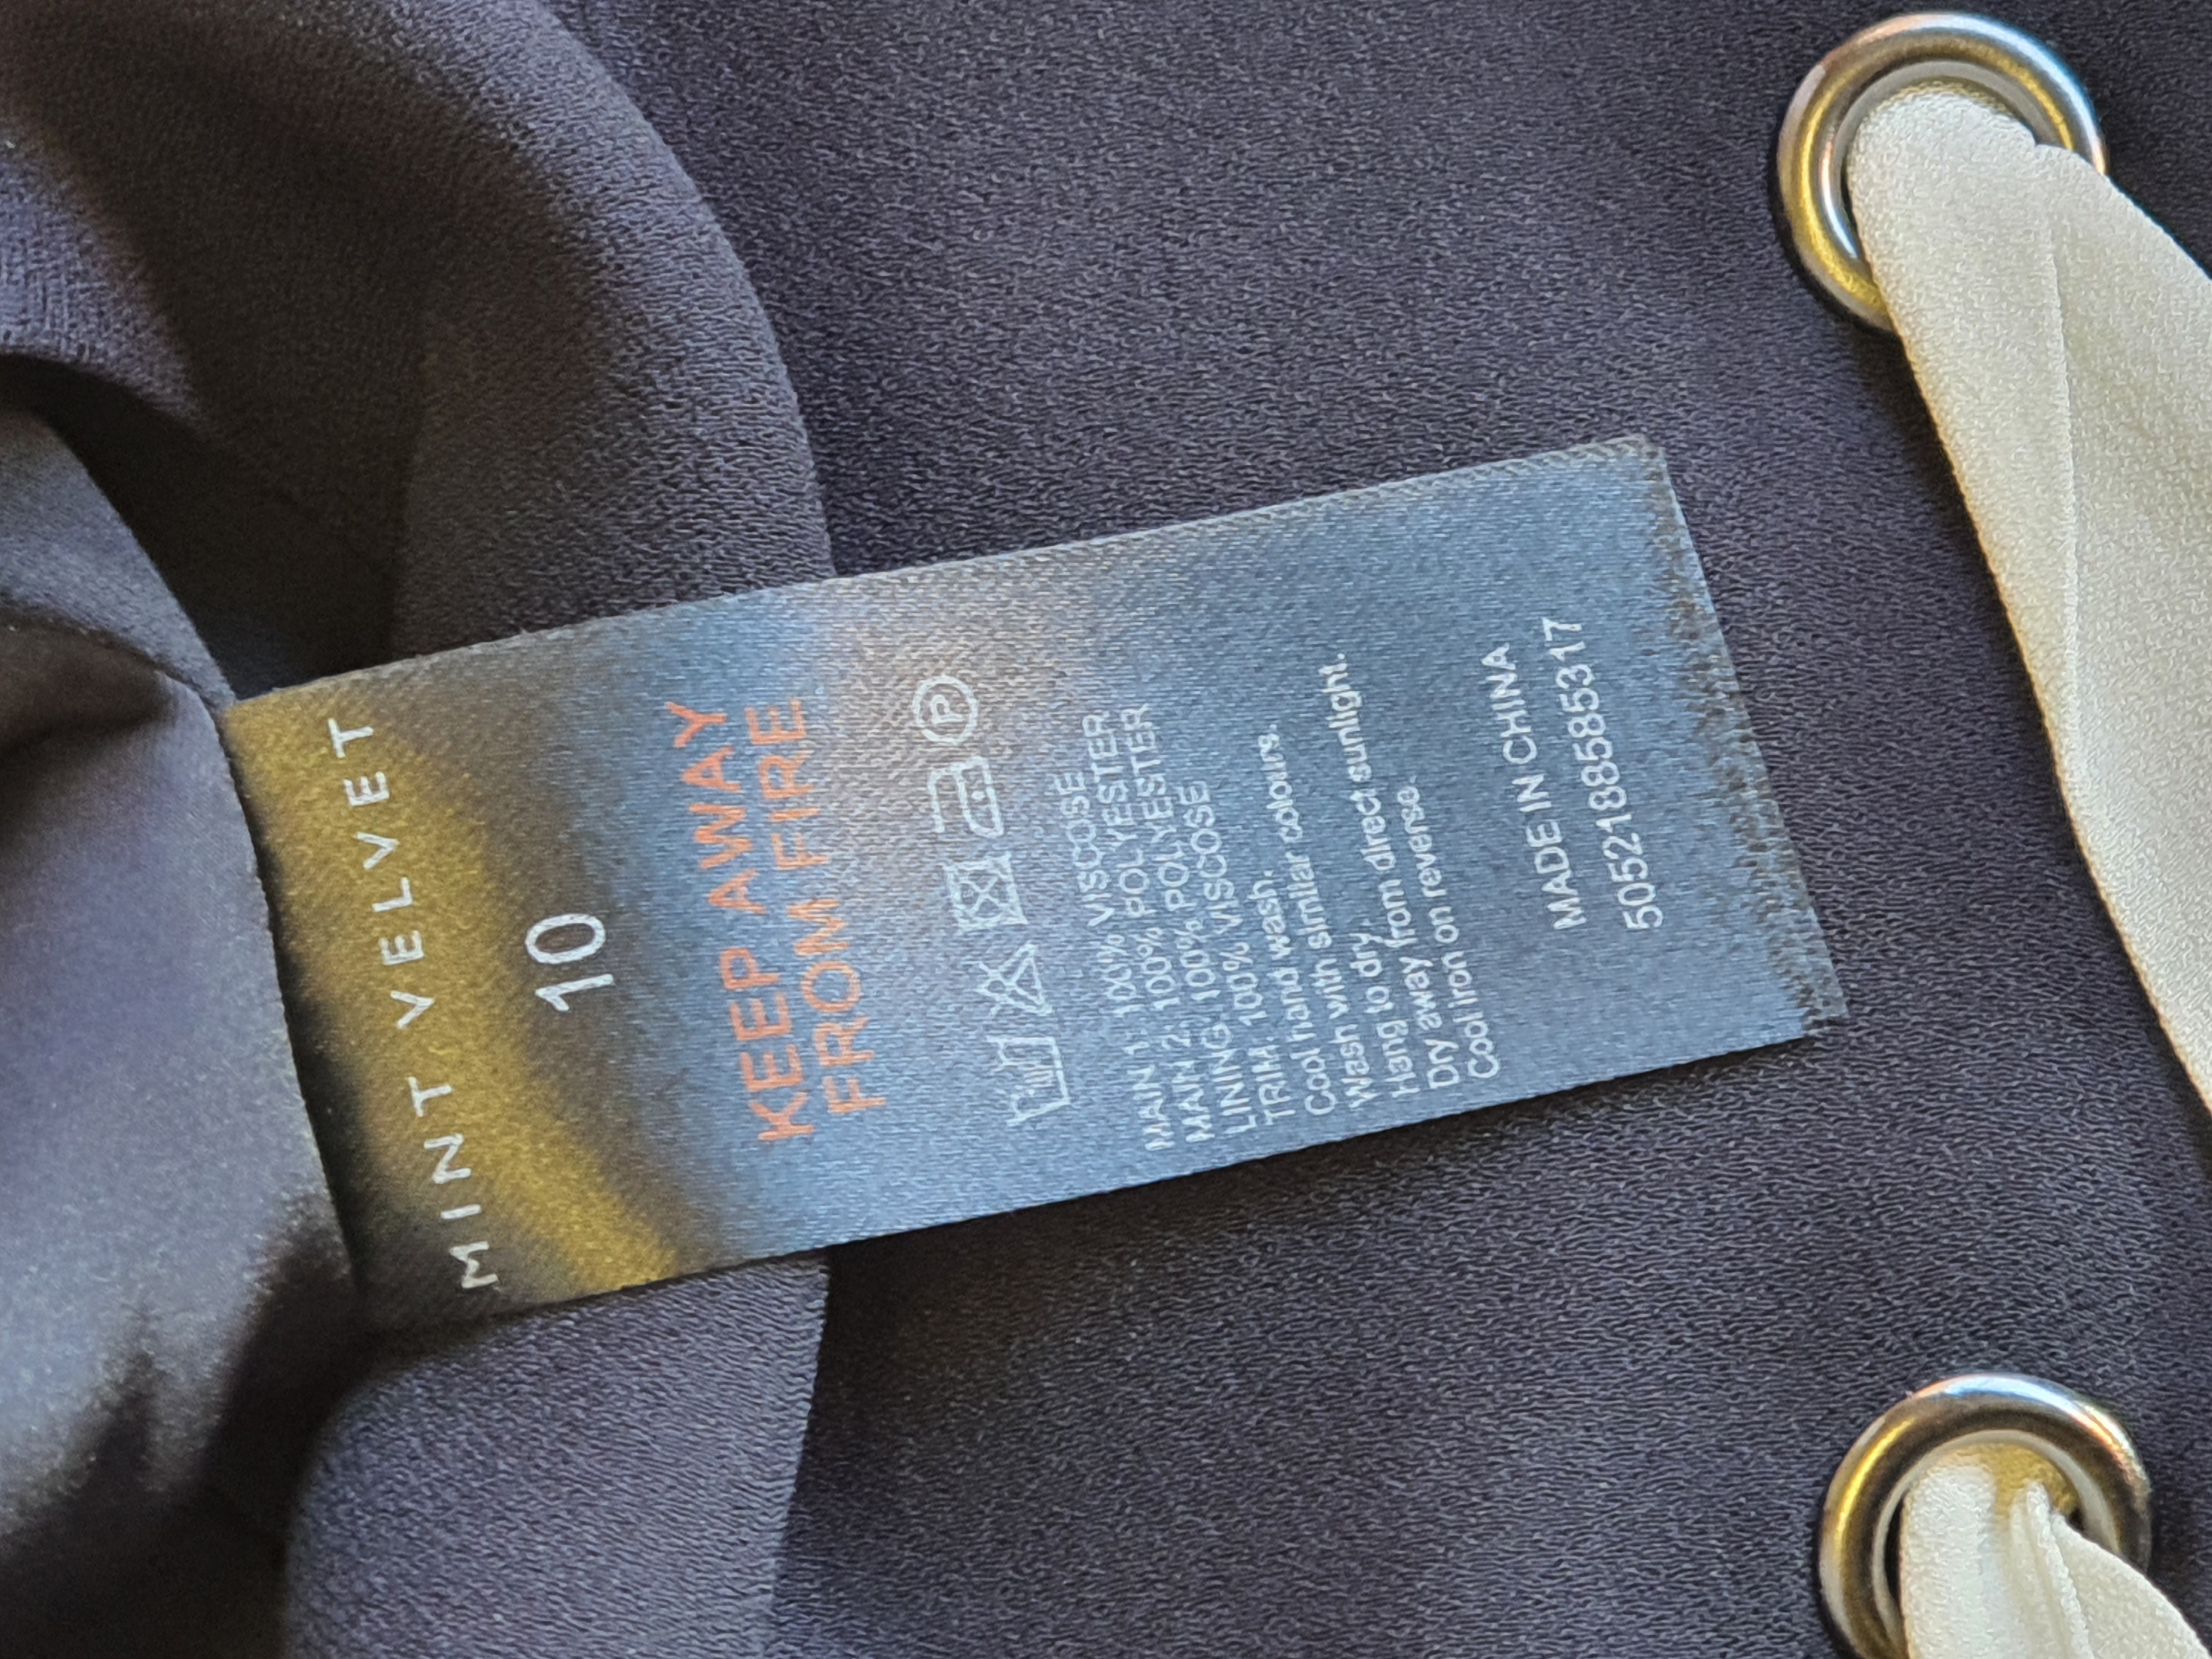 MINT VELVET
10
KEEP AWAY
FROM FIRE
P
MAIN 1. 100% VISCOSE
MAIN 2. 100% POLYESTER
LINING. 100% POLYESTER
TRIM. 100% VISCOSE
Cool hand wash.
Wash with similar colours.
Hang to dry.
Dry away from direct sunlight.
Cool Iron on reverse.
MADE IN CHINA
5052188585317